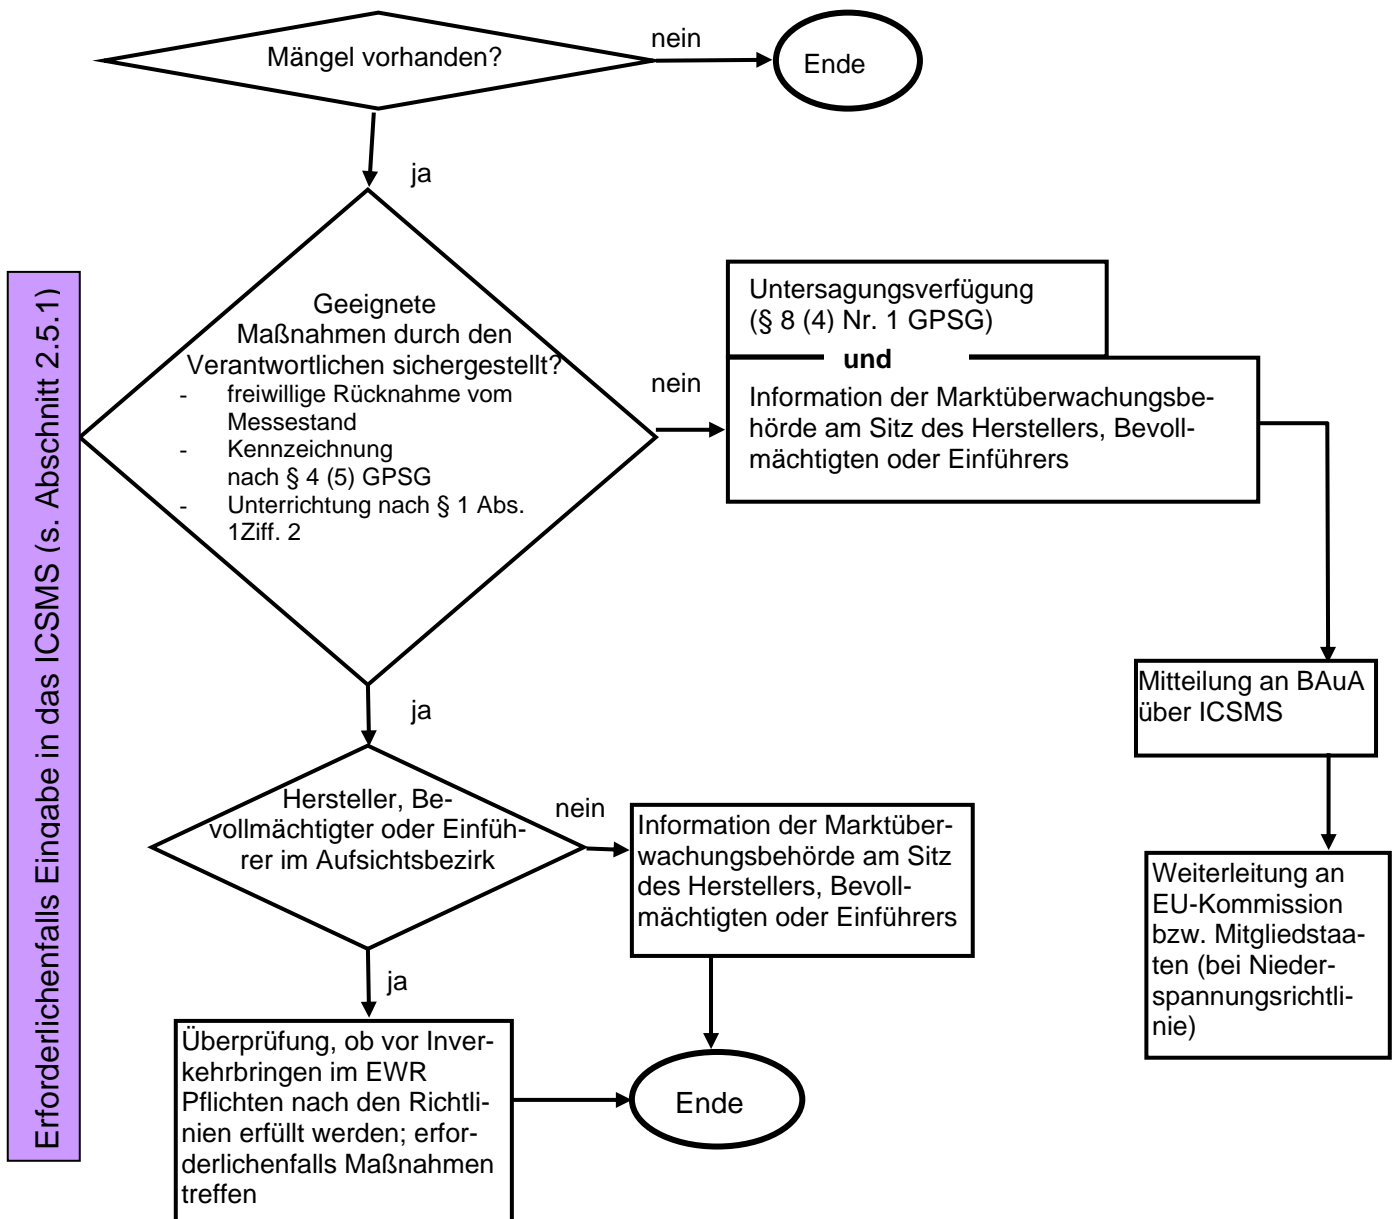 Mängel vorhanden?
nein
Ende
ja
Erforderlichenfalls Eingabe in das ICSMS (s. Abschnitt 2.5.1)
Geeignete
Maßnahmen durch den
Verantwortlichen sichergestellt?
- freiwillige Rücknahme vom
Messestand
- Kennzeichnung
nach § 4 (5) GPSG
- Unterrichtung nach § 1 Abs.
1Ziff. 2
nein
Untersagungsverfügung
(§ 8 (4) Nr. 1 GPSG)
und
Information der Marktüberwachungsbe-
hörde am Sitz des Herstellers, Bevoll-
mächtigten oder Einführers
Mitteilung an BAuA
über ICSMS
Weiterleitung an
EU-Kommission
bzw. Mitgliedstaa-
ten (bei Nieder-
spannungsrichtli-
nie)
ja
Hersteller, Be-
vollmächtigter oder Einfüh-
rer im Aufsichtsbezirk
nein
Information der Marktüber-
wachungsbehörde am Sitz
des Herstellers, Bevoll-
mächtigten oder Einführers
ja
Überprüfung, ob vor Inver-
kehrbringen im EWR
Pflichten nach den Richtli-
nien erfüllt werden; erfor-
derlichenfalls Maßnahmen
treffen
Ende